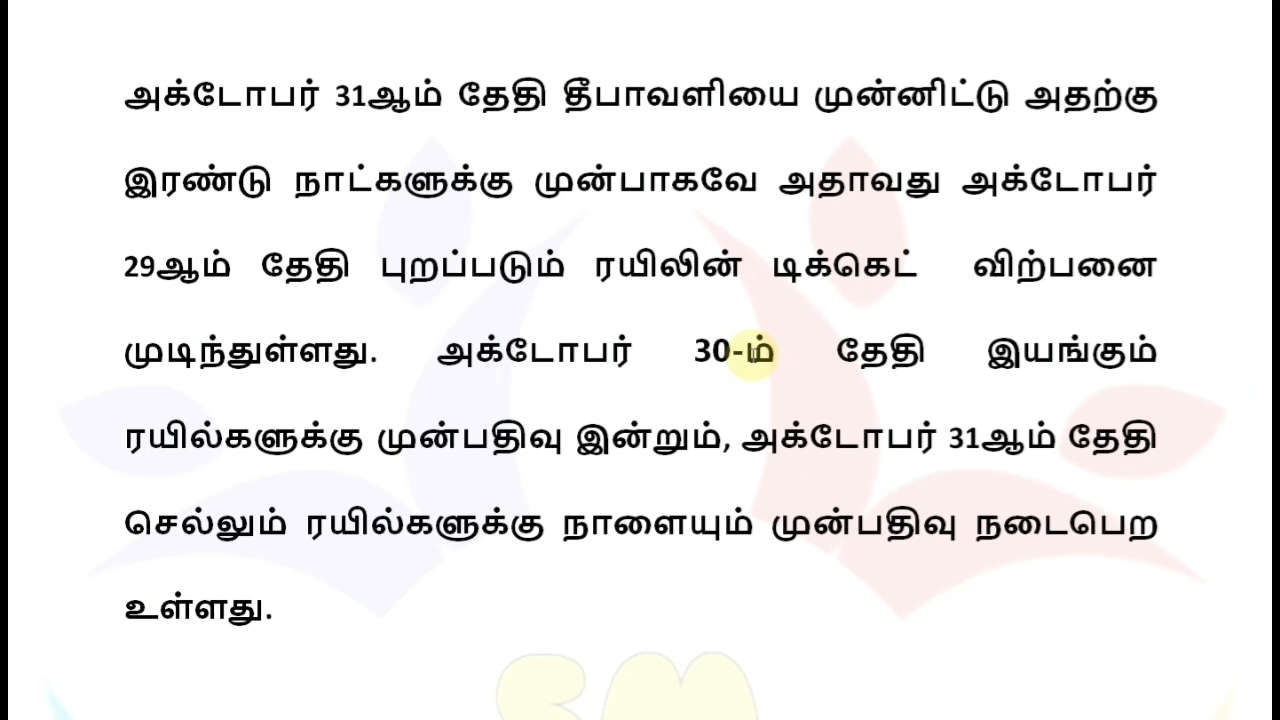 அக்டோபர் 31ஆம் தேதி தீபாவளியை முன்னிட்டு அதற்கு
இரண்டு நாட்களுக்கு முன்பாகவே அதாவது அக்டோபர்
29ஆம் தேதி புறப்படும் ரயிலின் டிக்கெட் விற்பனை
முடிந்துள்ளது. அக்டோபர் 30-ம் தேதி இயங்கும்
ரயில்களுக்கு முன்பதிவு இன்றும், அக்டோபர் 31ஆம் தேதி
செல்லும் ரயில்களுக்கு நாளையும் முன்பதிவு நடைபெற
உள்ளது.
SM